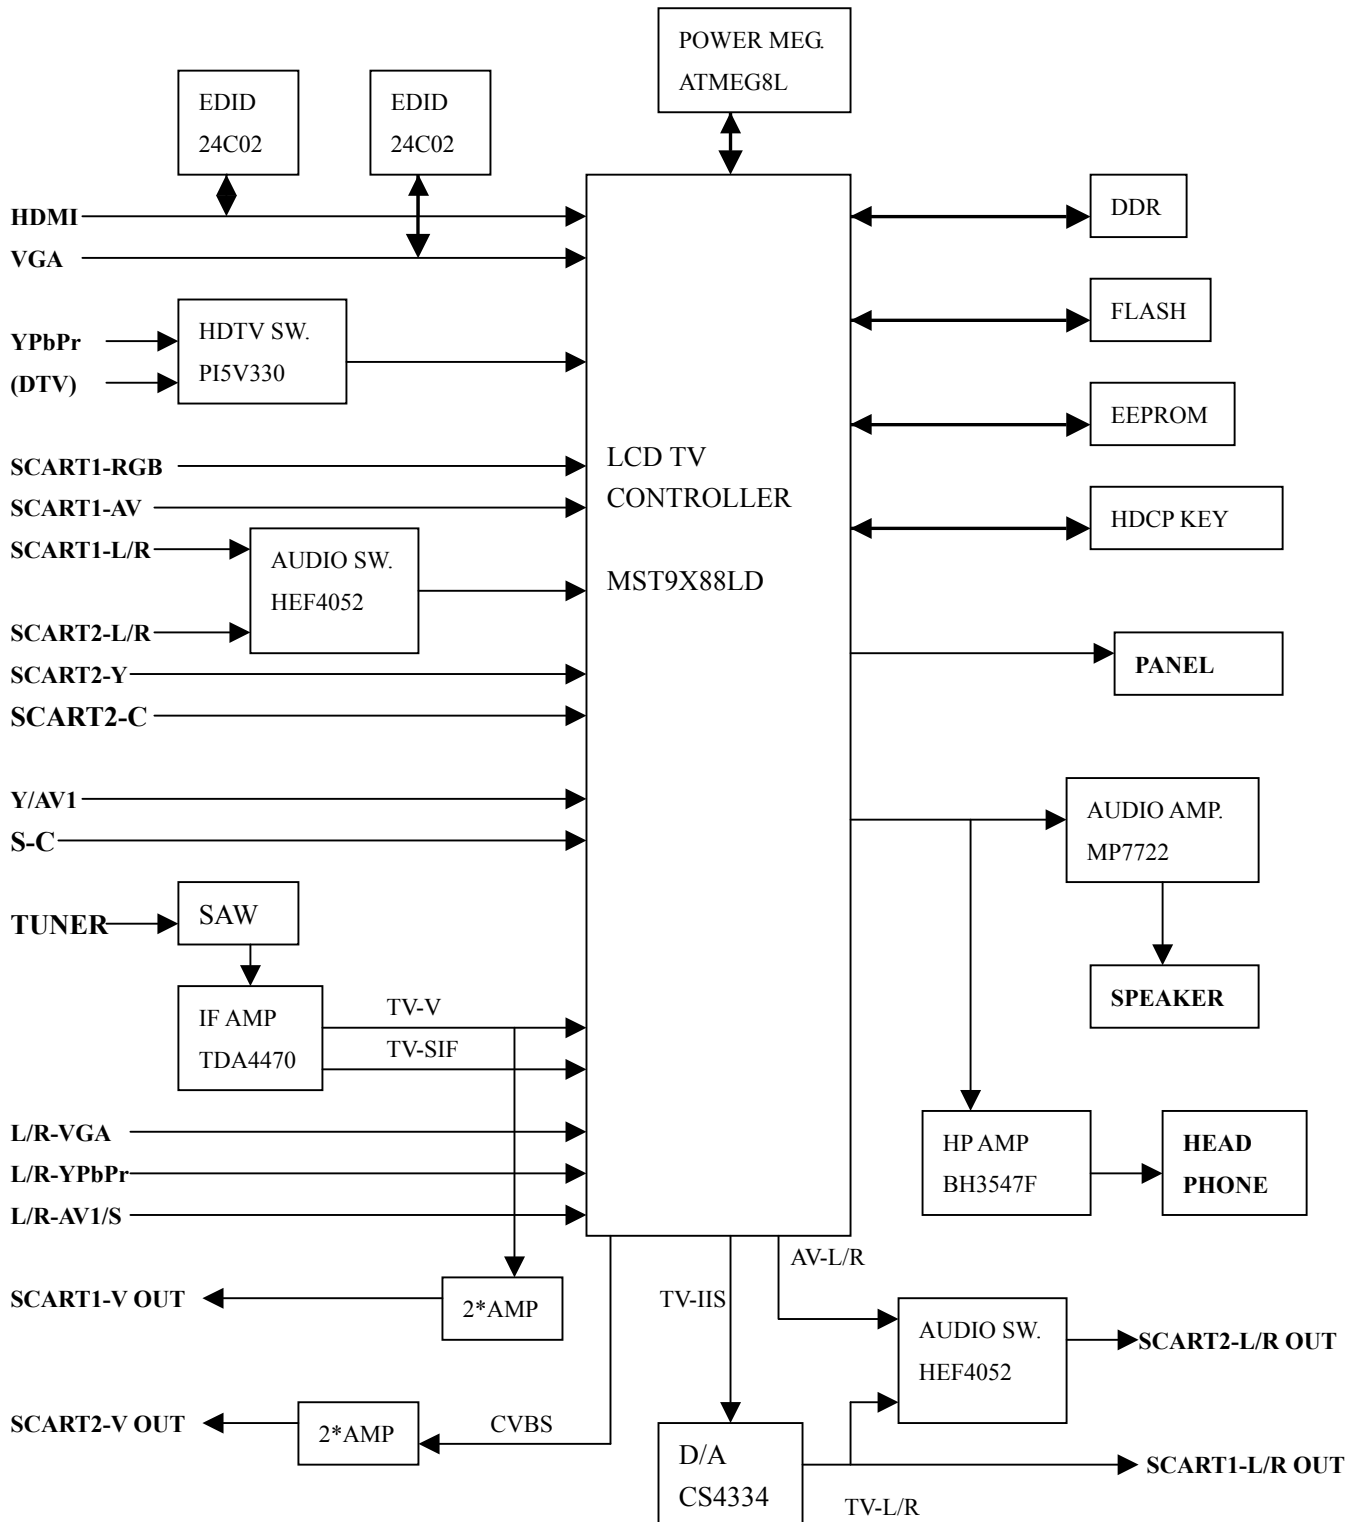 POWER MEG.
ATMEG8L
EDID
24C02
EDID
24C02
HDMI
VGA
DDR
FLASH
HDTV SW.
PI5V330
YPbPr
(DTV)
EEPROM
SCART1-RGB
SCART1-AV
SCART1-L/R
LCD TV
CONTROLLER
MST9X88LD
HDCP KEY
AUDIO SW.
HEF4052
SCART2-L/R
SCART2-Y
SCART2-C
PANEL
Y/AV1
S-C
AUDIO AMP.
MP7722
TUNER
SAW
SPEAKER
IF AMP
TDA4470
TV-V
TV-SIF
L/R-VGA
L/R-YPbPr
L/R-AV1/S
HP AMP
BH3547F
HEAD
PHONE
AV-L/R
TV-IIS
SCART1-V OUT
2*AMP
AUDIO SW.
HEF4052
SCART2-L/R OUT
SCART2-V OUT
2*AMP
CVBS
D/A
CS4334
SCART1-L/R OUT
TV-L/R